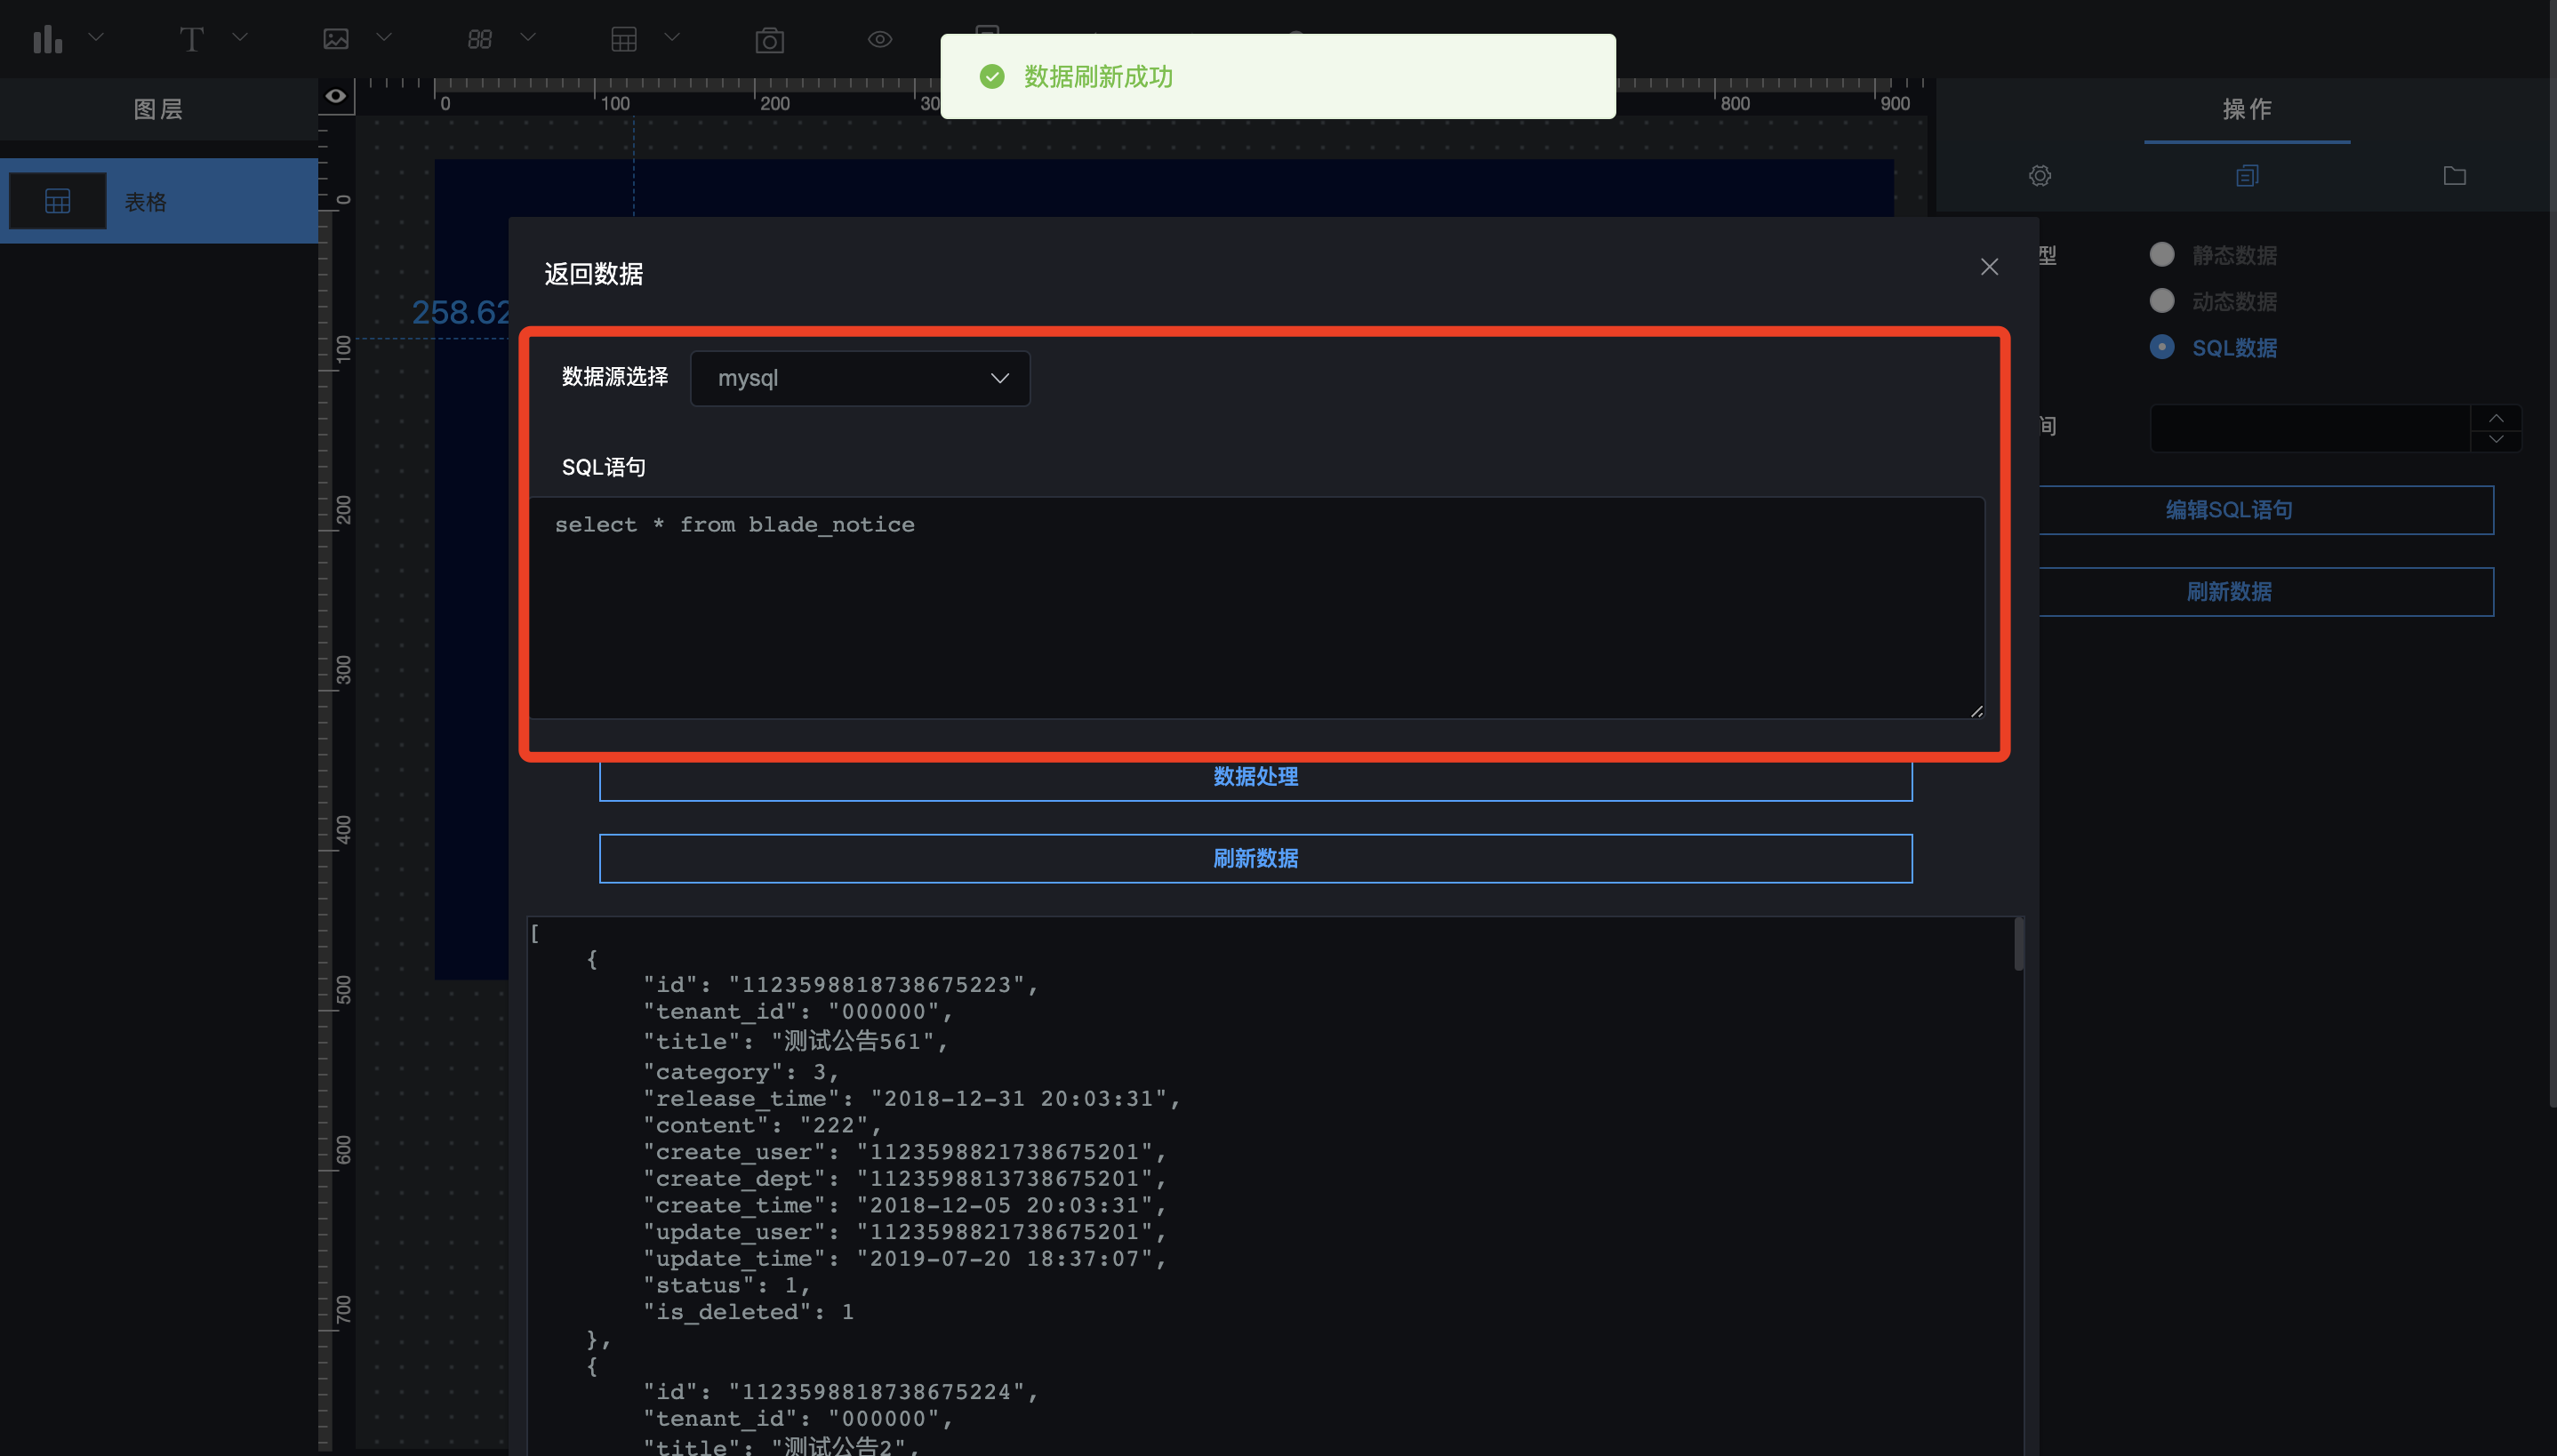 数据刷新成功
图层
0
100
200
30
800
900
操作
表格
258.62
返回数据
数据源选择
mysql
SQL语句
select * from blade_notice
数据处理
刷新数据
[
{
"id": "1123598818738675223",
"tenant_id": "000000",
"title": "测试公告561",
"category": 3,
"release_time": "2018-12-31 20:03:31",
"content": "222",
"create_user": "1123598821738675201",
"create_dept": "1123598813738675201",
"create_time": "2018-12-05 20:03:31",
"update_user": "1123598821738675201",
"update_time": "2019-07-20 18:37:07",
"status": 1,
"is_deleted": 1
},
{
"id": "1123598818738675224",
"tenant_id": "000000",
"title": "测试公告2",
型
静态数据
动态数据
SQL数据
间
编辑SQL语句
刷新数据
0
100
200
300
400
500
600
700